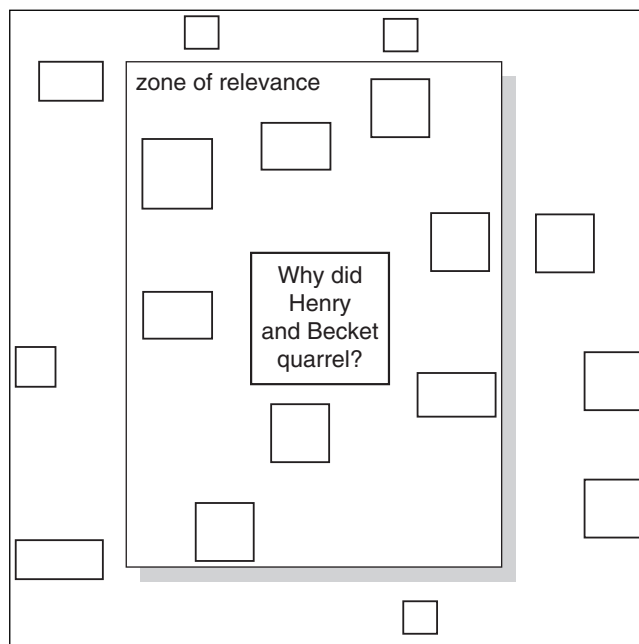 zone of relevance
Why did
Henry
and Becket
quarrel?